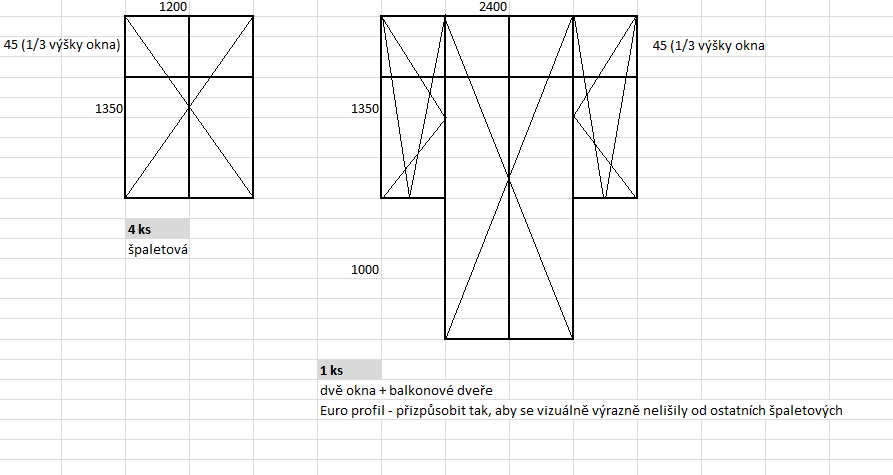 1200
2400
45 (1/3 výšky okna)
45 (1/3 výšky okna
1350
1350
4 ks
špaletová
1000
1 ks
dvě okna + balkonové dveře
Euro profil - přizpůsobit tak, aby se vizuálně výrazně nelišily od ostatních špaletových